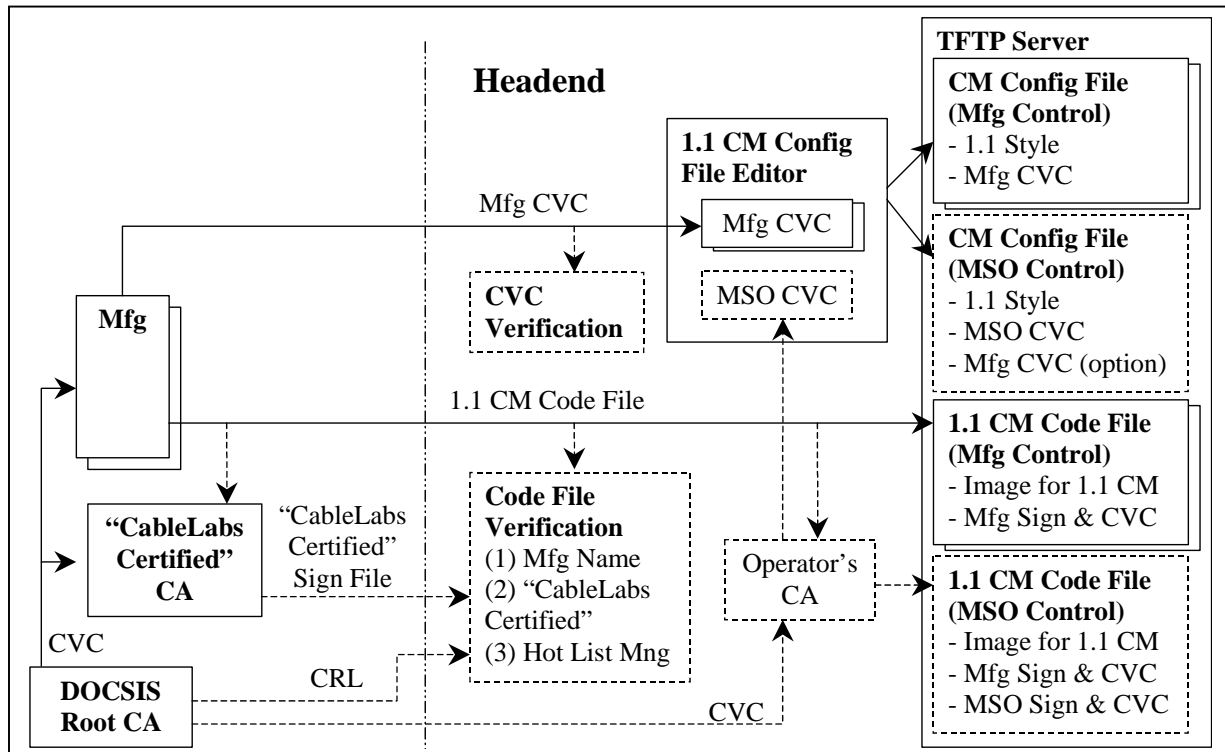 Headend
TFTP Server
CM Config File
(Mfg Control)
- 1.1 Style
- Mfg CVC
1.1 CM Config
File Editor
Mfg CVC
Mfg CVC
MSO CVC
CM Config File
(MSO Control)
- 1.1 Style
- MSO CVC
- Mfg CVC (option)
CVC
Verification
Mfg
1.1 CM Code File
1.1 CM Code File
(Mfg Control)
- Image for 1.1 CM
- Mfg Sign & CVC
“CableLabs
Certified”
CA
“CableLabs
Certified”
Sign File
Code File
Verification
(1) Mfg Name
(2) “CableLabs
Certified”
(3) Hot List Mng
Operator’s
CA
1.1 CM Code File
(MSO Control)
- Image for 1.1 CM
- Mfg Sign & CVC
- MSO Sign & CVC
CVC
DOCSIS
Root CA
CRL
CVC